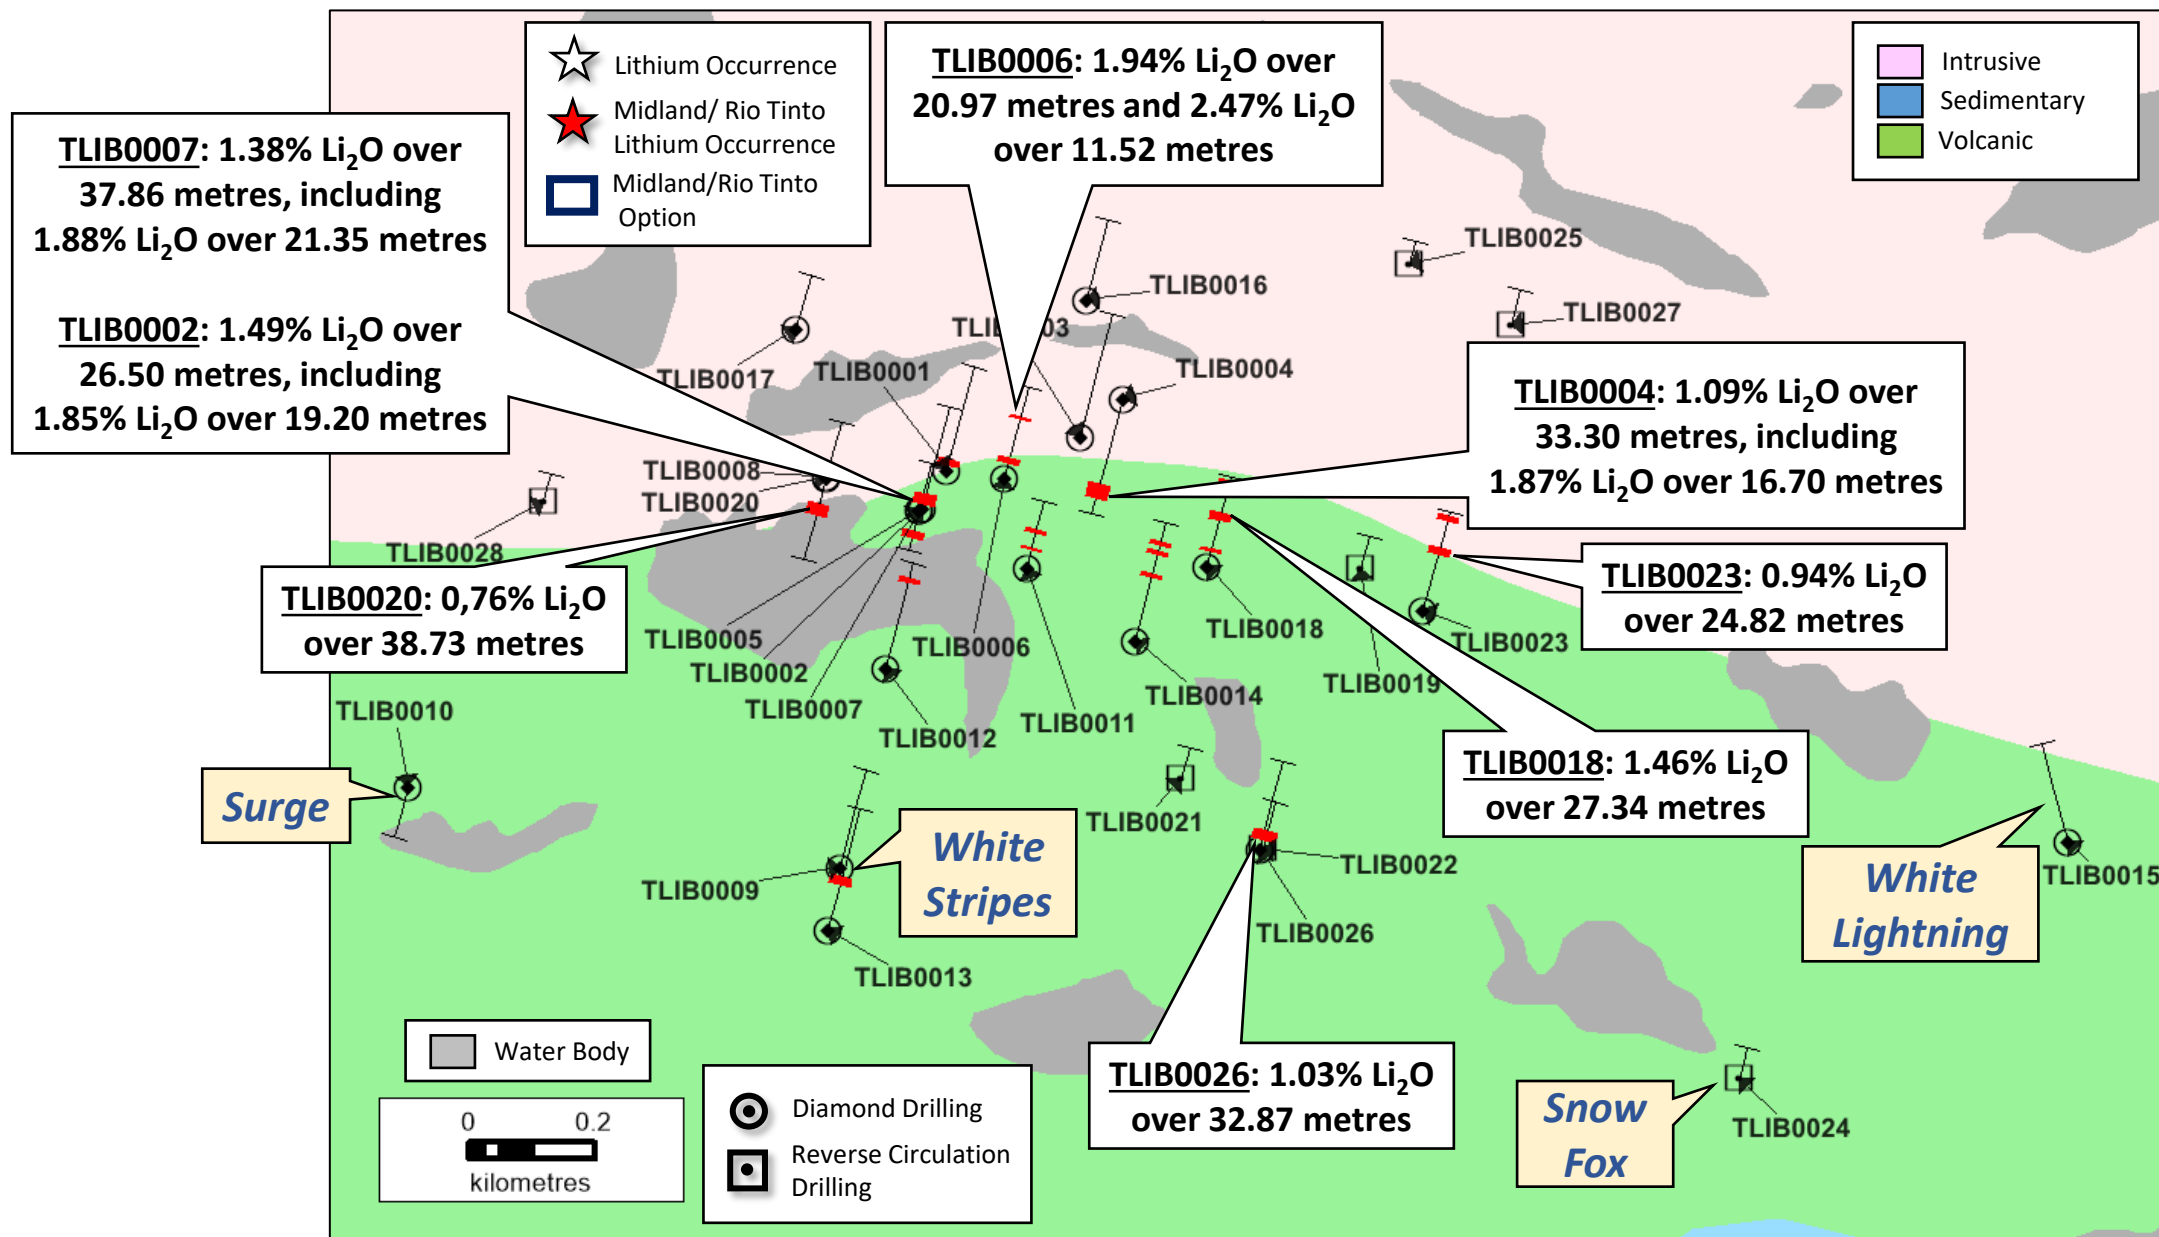 Lithium Occurrence
Midland/ Rio Tinto
Lithium Occurrence
Midland/Rio Tinto
Option
TLIB0006: 1.94% Li₂O over
20.97 metres and 2.47% Li₂O
over 11.52 metres
Intrusive
Sedimentary
Volcanic
TLIB0007: 1.38% Li₂O over
37.86 metres, including
1.88% Li₂O over 21.35 metres
TLIB0002: 1.49% Li₂O over
26.50 metres, including
1.85% Li₂O over 19.20 metres
TLIB0025
TLIB0016
TLIB0027
TLIB0017
TLIB0001
TLIB0004
TLIB0004: 1.09% Li₂O over
33.30 metres, including
1.87% Li₂O over 16.70 metres
TLIB0008
TLIB0020
TLIB0028
TLIB0020: 0,76% Li₂O
over 38.73 metres
TLIB0023: 0.94% Li₂O
over 24.82 metres
TLIB0005
TLIB0002
TLIB0007
TLIB0006
TLIB0018
TLIB0023
TLIB0019
TLIB0014
TLIB0011
TLIB0012
TLIB0010
Surge
TLIB0018: 1.46% Li₂O
over 27.34 metres
TLIB0021
White
Stripes
TLIB0009
TLIB0022
TLIB0026
TLIB0013
White
Lightning
TLIB0015
Water Body
0 0.2
kilometres
Diamond Drilling
Reverse Circulation
Drilling
TLIB0026: 1.03% Li₂O
over 32.87 metres
Snow
Fox
TLIB0024